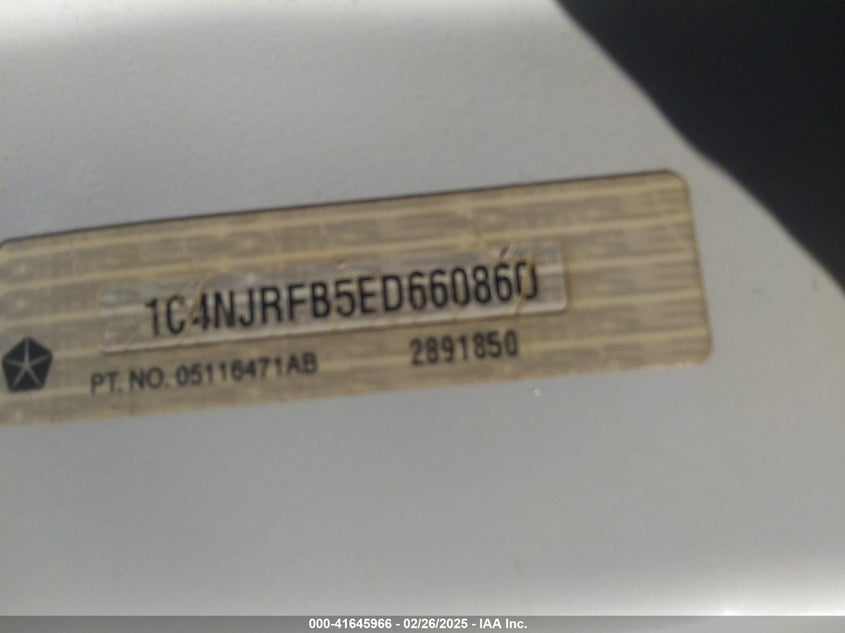 1C4NJRFB5ED660860
PT. NO. 05116471AB
2891850
000-41645966 - 02/26/2025 - IAA Inc.